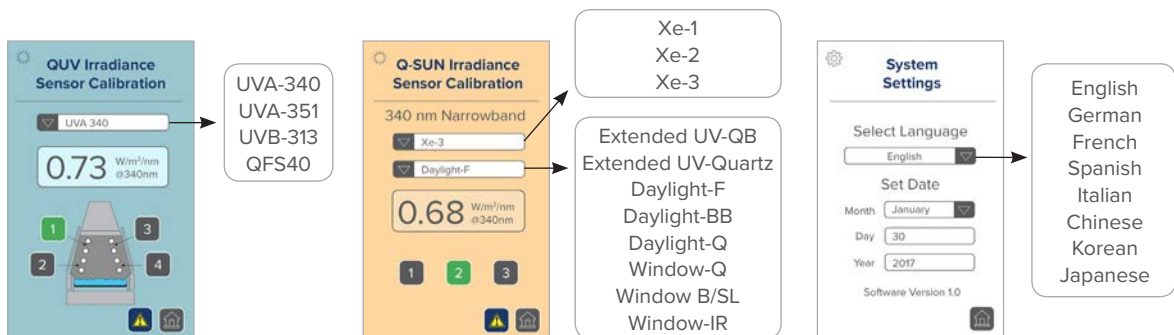 QUV Irradiance
Sensor Calibration
UVA 340
0.73 W/m²/nm
@340nm
1
3
2
4
UVA-340
UVA-351
UVB-313
QFS40
Q-SUN Irradiance
Sensor Calibration
340 nm Narrowband
Xe-3
Daylight-F
0.68 W/m²/nm
@340nm
1 2 3
Xe-1
Xe-2
Xe-3
Extended UV-QB
Extended UV-Quartz
Daylight-F
Daylight-BB
Daylight-Q
Window-Q
Window B/SL
Window-IR
System
Settings
Select Language
English
Set Date
Month January
Day 30
Year 2017
Software Version 1.0
English
German
French
Spanish
Italian
Chinese
Korean
Japanese